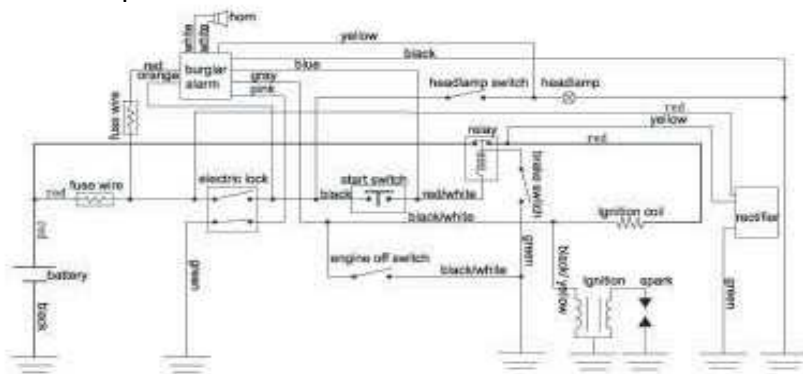 horn
white
white
yellow
black
red
orange
burglar
alarm
blue
gray
pink
headlamp switch
headlamp
fuse wire
red
yellow
relay
red
electric lock
start switch
brake switch
red
fuse wire
black
red/white
black/white
Ignition coil
rectifier
red
green
engine off switch
black/white
green
black/ yellow
ignition
spark
green
battery
black